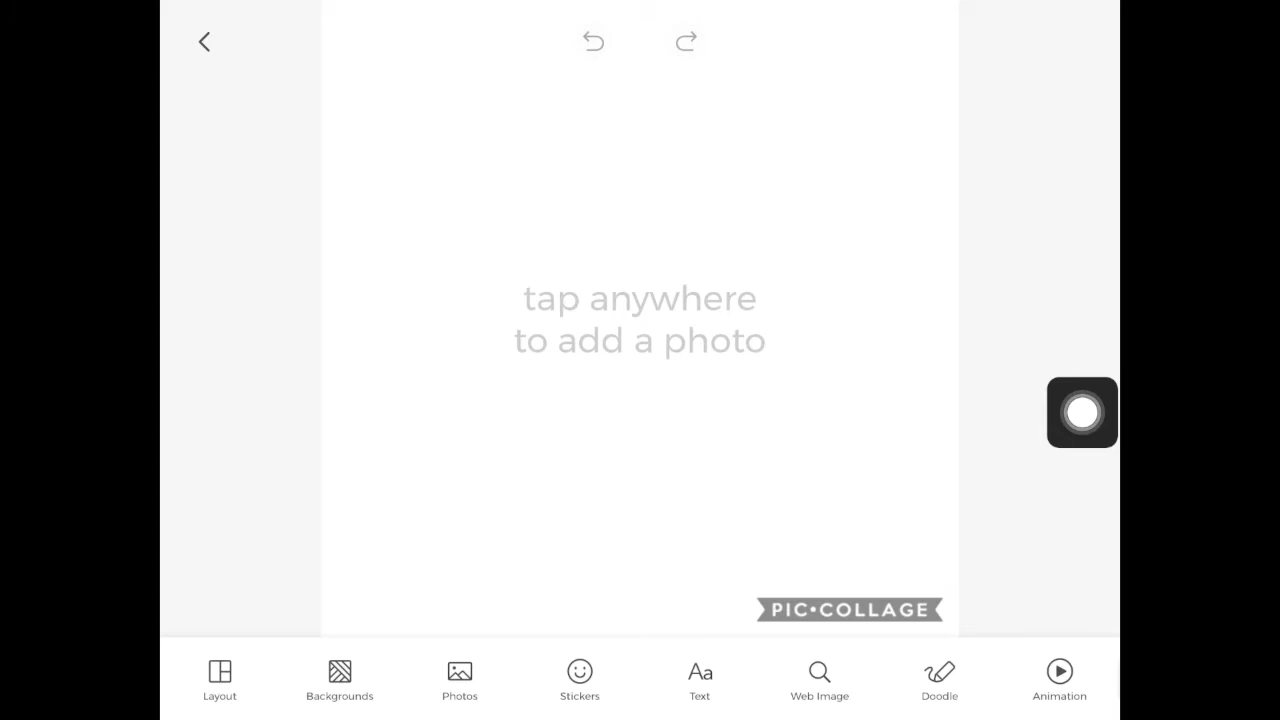 tap anywhere
to add a photo
PIC•COLLAGE
Layout
Backgrounds
Photos
Stickers
Aa
Text
Web Image
Doodle
Animation